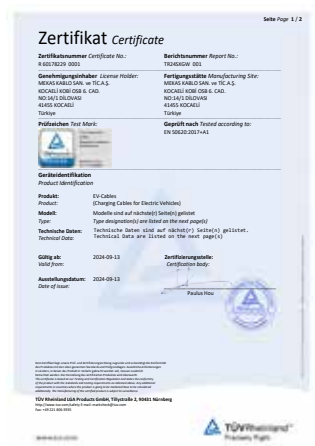 Seite Page 1 / 2
Zertifikat Certificate
Zertifikatsnummer Certificate No.:
R 60178229 0001
Berichtsnummer Report No.:
TR24SXGW 001
Genehmigungsinhaber License Holder:
MEKAS KABLO SAN. ve TİC.A.Ş.
KOCAELİ KOBİ OSB 6. CAD.
NO:14/1 DİLOVASI
41455 KOCAELİ
Türkiye
Fertigungsstätte Manufacturing Site:
MEKAS KABLO SAN. ve TİC.A.Ş.
KOCAELİ KOBİ OSB 6. CAD.
NO:14/1 DİLOVASI
41455 KOCAELİ
Türkiye
Prüfzeichen Test Mark:
Geprüft nach Tested according to:
EN 50620:2017+A1
Geräteidentifikation
Product Identification
Produkt: EV-Cables
Product: (Charging Cables for Electric Vehicles)
Modell: Modelle sind auf nächste(r) Seite(n) gelistet
Type: Type designation(s) are listed on the next page(s)
Technische Daten: Technische Daten sind auf nächst(r) Seite(n) gelistet.
Technical Data: Technical Data are listed on the next page(s)
Gültig ab: 2024-09-13
Valid from:
Zertifizierungsstelle:
Certification body:
Ausstellungsdatum: 2024-09-13
Date of issue:
TÜV Rheinland LGA Products GmbH, Tillystraße 2, 90431 Nürnberg
TÜVRheinland
Precisely Right.